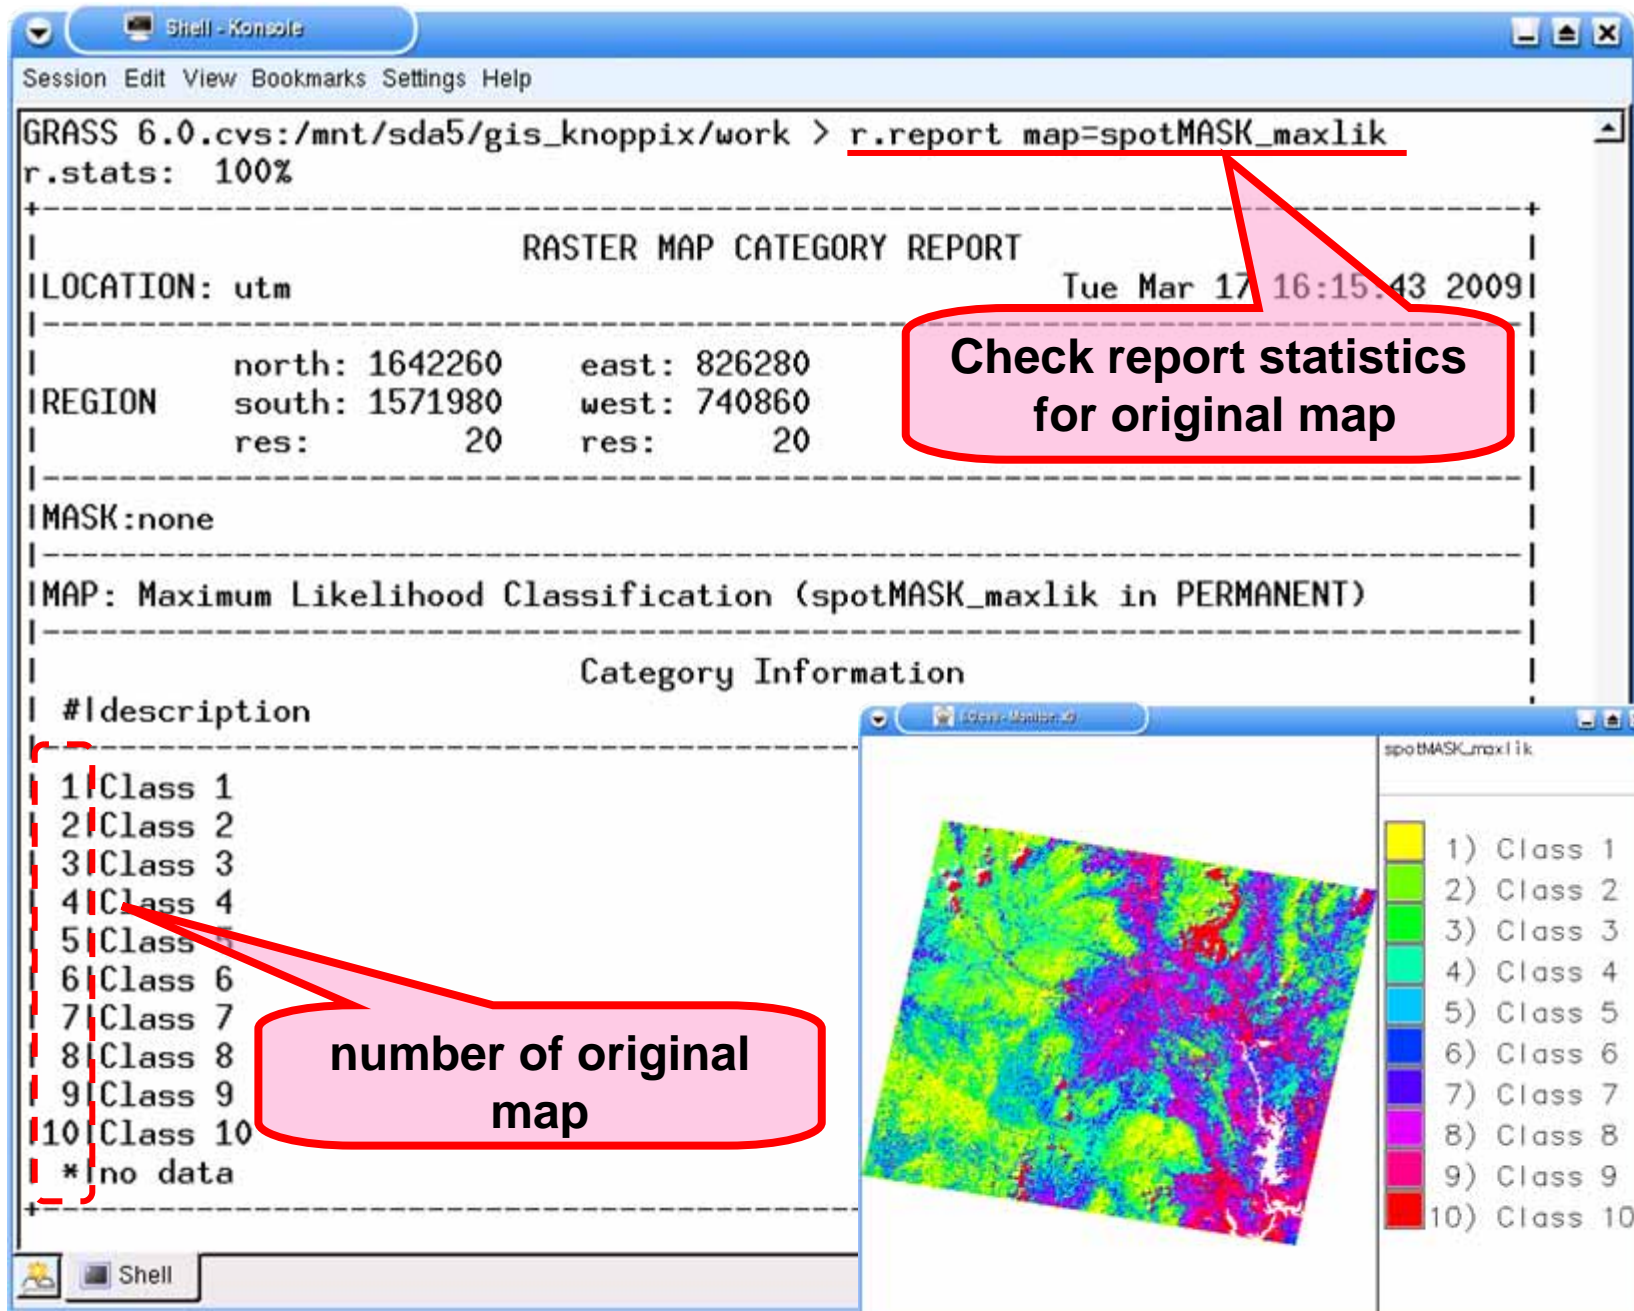 Shell - Konsole
Session Edit View Bookmarks Settings Help
GRASS 6.0.cvs:/mnt/sda5/gis_knoppix/work > r.report map=spotMASK_maxlik
r.stats: 100%
RASTER MAP CATEGORY REPORT
LOCATION: utm Tue Mar 17 16:15:43 2009
north: 1642260 east: 826280
REGION south: 1571980 west: 740860
res: 20 res: 20
Check report statistics
for original map
MASK:none
MAP: Maximum Likelihood Classification (spotMASK_maxlik in PERMANENT)
Category Information
#|description
1|Class 1
2|Class 2
3|Class 3
4|Class 4
5|Class 5
6|Class 6
7|Class 7
8|Class 8
9|Class 9
10|Class 10
*|no data
number of original
map
spotMASK_maxlik
1) Class 1
2) Class 2
3) Class 3
4) Class 4
5) Class 5
6) Class 6
7) Class 7
8) Class 8
9) Class 9
10) Class 10
Shell